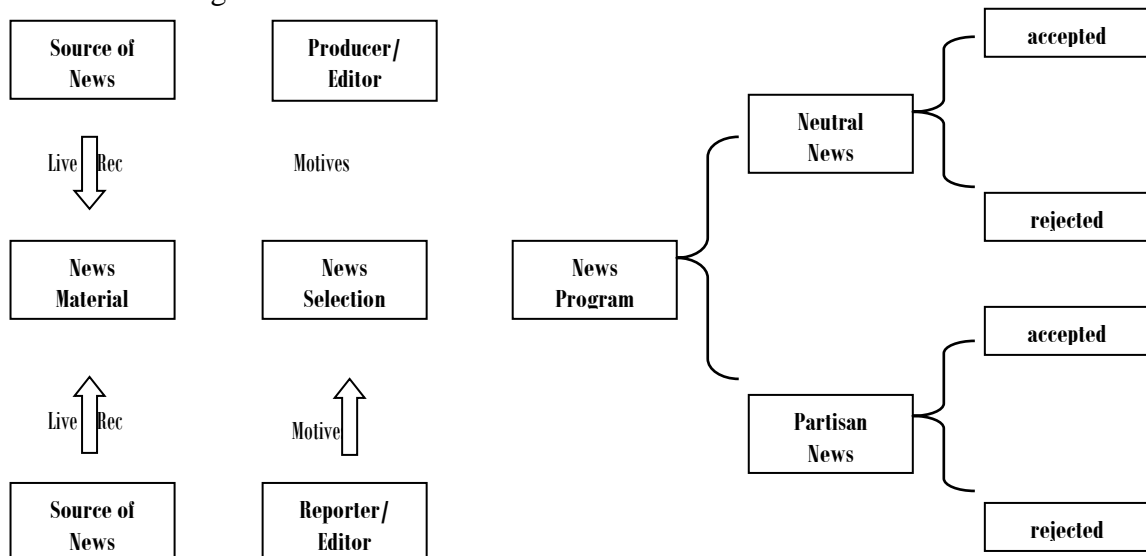 Source of
News
Producer/
Editor
accepted
Neutral
News
Live Rec
Motives
rejected
News
Material
News
Selection
News
Program
accepted
Live Rec
Motive
Partisan
News
Source of
News
Reporter/
Editor
rejected